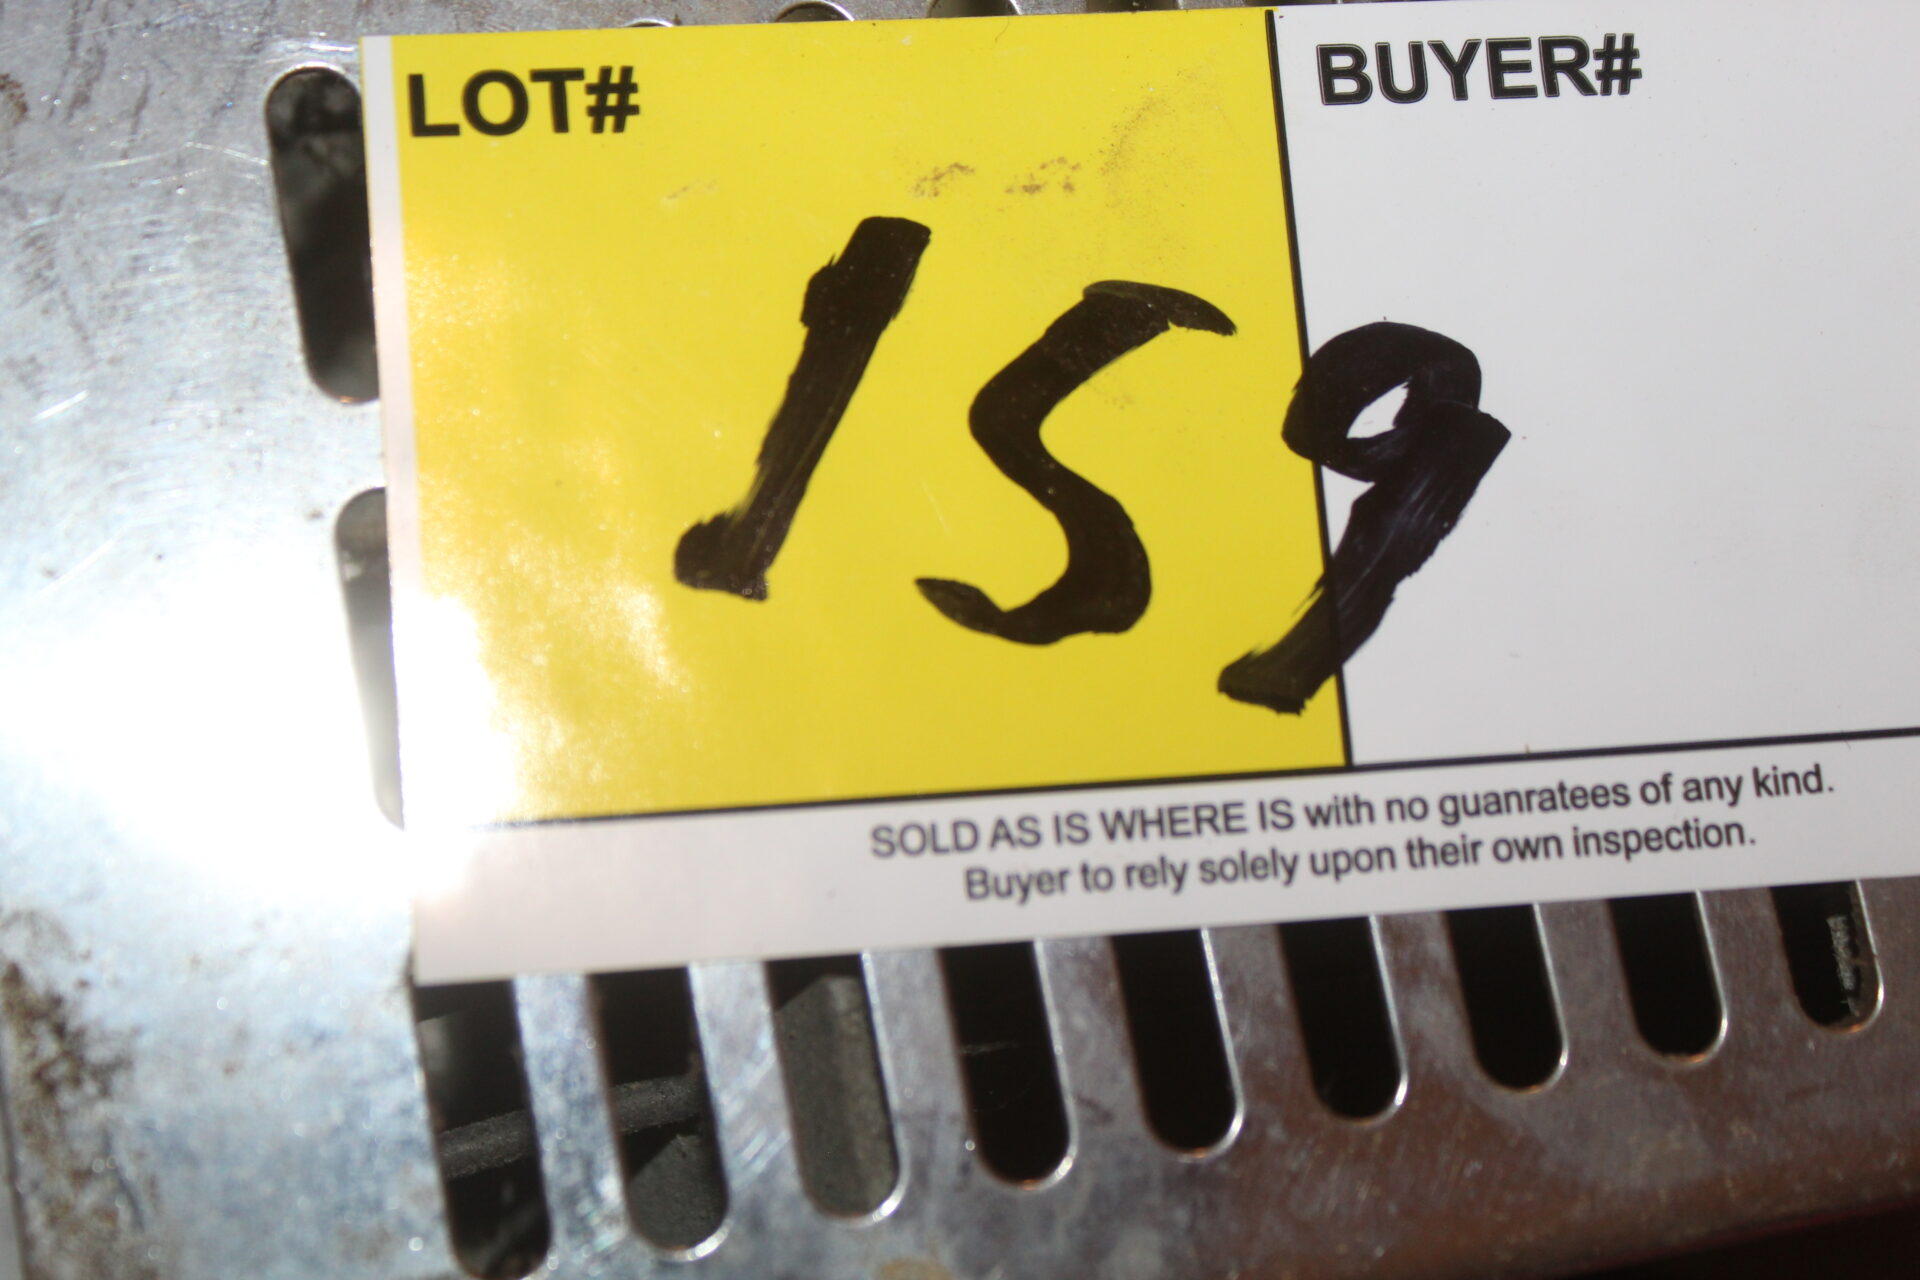 LOT#
BUYER#
159
SOLD AS IS WHERE IS with no guanratees of any kind.
Buyer to rely solely upon their own inspection.